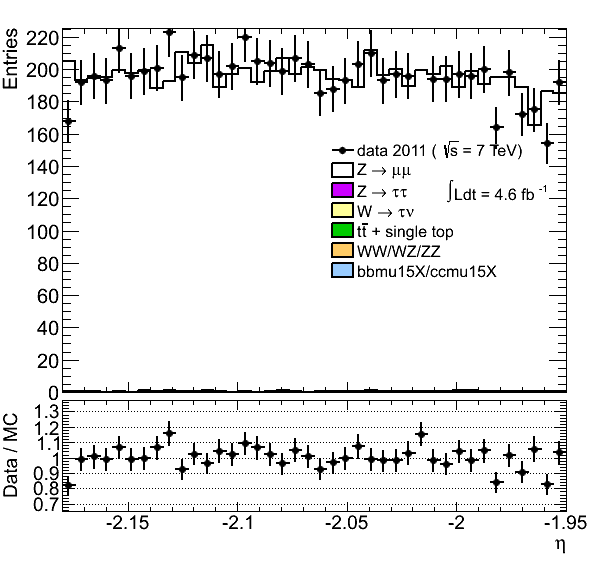 Entries
220
200
180
160
140
120
100
80
60
40
20
0
data 2011 ( √s = 7 TeV)
Z → μμ
Z → ττ
∫Ldt = 4.6 fb⁻¹
W → τν
tt̄ + single top
WW/WZ/ZZ
bbmu15X/ccmu15X
Data / MC
1.3
1.2
1.1
1
0.9
0.8
0.7
-2.15
-2.1
-2.05
-2
-1.95
η